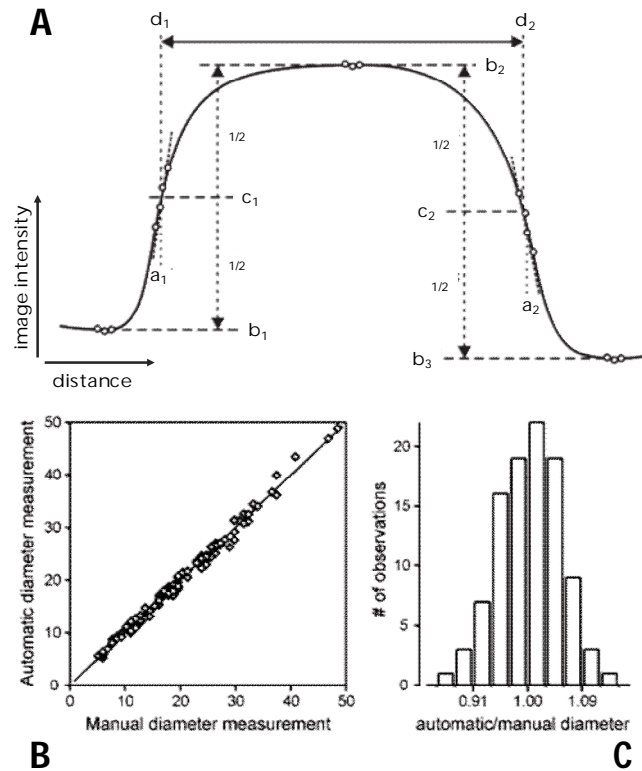 A
d1
d2
b2
1/2
1/2
c1
c2
image intensity
1/2
1/2
a1
a2
b1
b3
distance
50
40
30
20
10
0
0
10
20
30
40
50
Automatic diameter measurement
Manual diameter measurement
20
15
10
5
0
# of observations
0.91
1.00
1.09
automatic/manual diameter
B
C